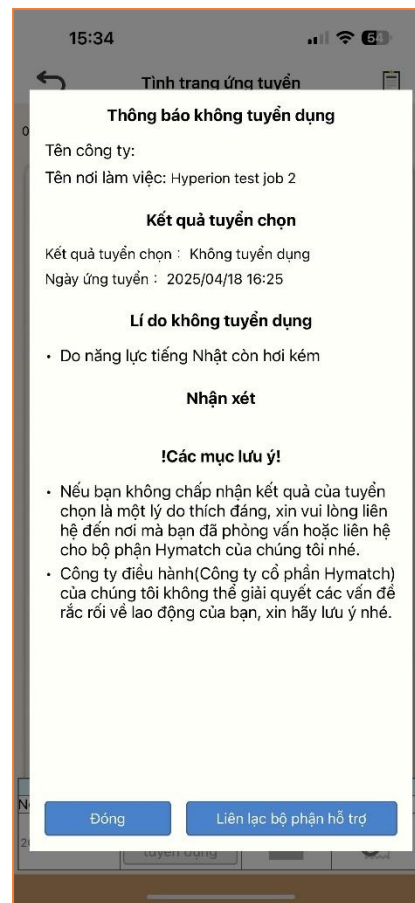 15:34
54
Tình trạng ứng tuyển
0
Thông báo không tuyển dụng
Tên công ty:
Tên nơi làm việc: Hyperion test job 2
Kết quả tuyển chọn
Kết quả tuyển chọn : Không tuyển dụng
Ngày ứng tuyển : 2025/04/18 16:25
Lí do không tuyển dụng
• Do năng lực tiếng Nhật còn hơi kém
Nhận xét
!Các mục lưu ý!
• Nếu bạn không chấp nhận kết quả của tuyển
chọn là một lý do thích đáng, xin vui lòng liên
hệ đến nơi mà bạn đã phỏng vấn hoặc liên hệ
cho bộ phận Hymatch của chúng tôi nhé.
• Công ty điều hành(Công ty cổ phần Hymatch)
của chúng tôi không thể giải quyết các vấn đề
rắc rối về lao động của bạn, xin hãy lưu ý nhé.
Đóng
Liên lạc bộ phận hỗ trợ
tuyển dụng